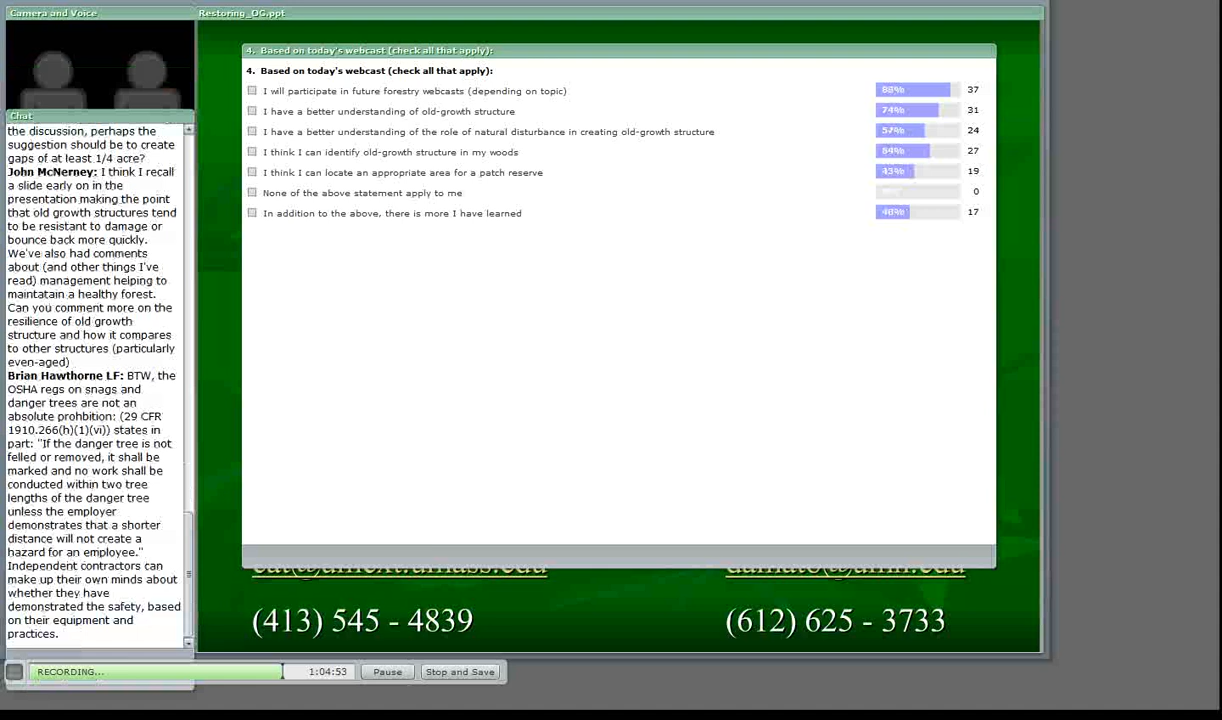 Camera and Voice
Restoring_OG.ppt
Chat
the discussion, perhaps the
suggestion should be to create
gaps of at least 1/4 acre?
John McNerney: I think I recall
a slide early on in the
presentation making the point
that old growth structures tend
to be resistant to damage or
bounce back more quickly.
We've also had comments
about (and other things I've
read) management helping to
maintatain a healthy forest.
Can you comment more on the
resilience of old growth
structure and how it compares
to other structures (particularly
even-aged)
Brian Hawthorne LF: BTW, the
OSHA regs on snags and
danger trees are not an
absolute prohbition: (29 CFR
1910.266(h)(1)(vi)) states in
part: "If the danger tree is not
felled or removed, it shall be
marked and no work shall be
conducted within two tree
lengths of the danger tree
unless the employer
demonstrates that a shorter
distance will not create a
hazard for an employee."
Independent contractors can
make up their own minds about
whether they have
demonstrated the safety, based
on their equipment and
practices.
4. Based on today's webcast (check all that apply):
4. Based on today's webcast (check all that apply):
I will participate in future forestry webcasts (depending on topic) 88% 37
I have a better understanding of old-growth structure 74% 31
I have a better understanding of the role of natural disturbance in creating old-growth structure 57% 24
I think I can identify old-growth structure in my woods 64% 27
I think I can locate an appropriate area for a patch reserve 43% 19
None of the above statement apply to me 0
In addition to the above, there is more I have learned 40% 17
(413) 545 - 4839 (612) 625 - 3733
RECORDING... 1:04:53 Pause Stop and Save